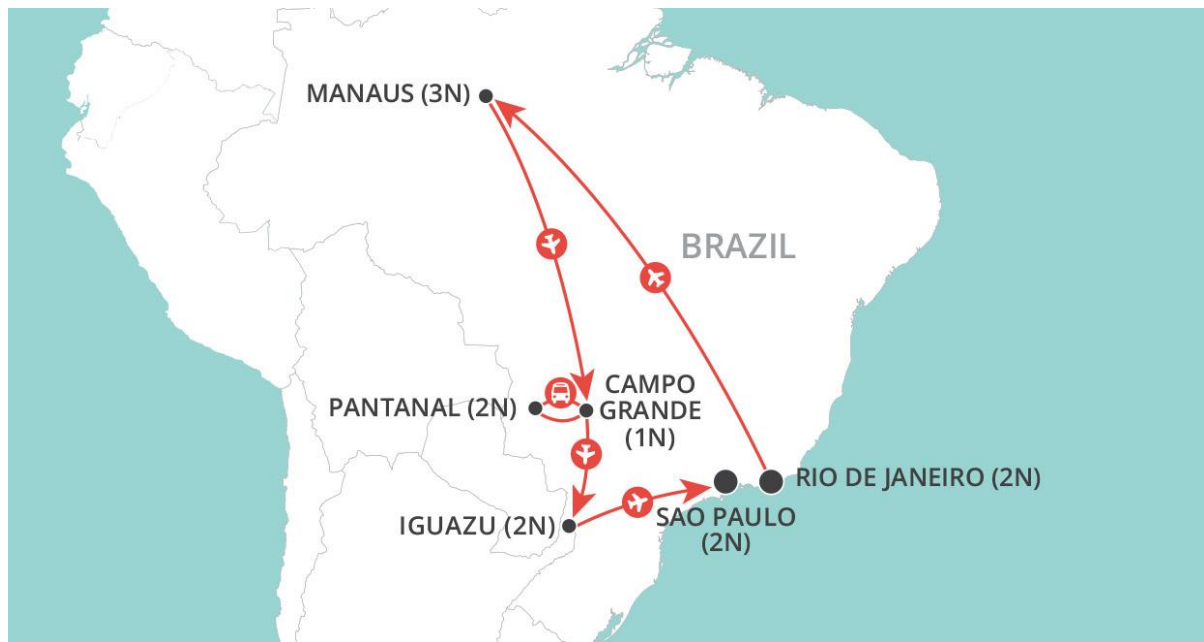 MANAUS (3N)
BRAZIL
CAMPO
GRANDE
(1N)
PANTANAL (2N)
RIO DE JANEIRO (2N)
SAO PAULO
(2N)
IGUAZU (2N)